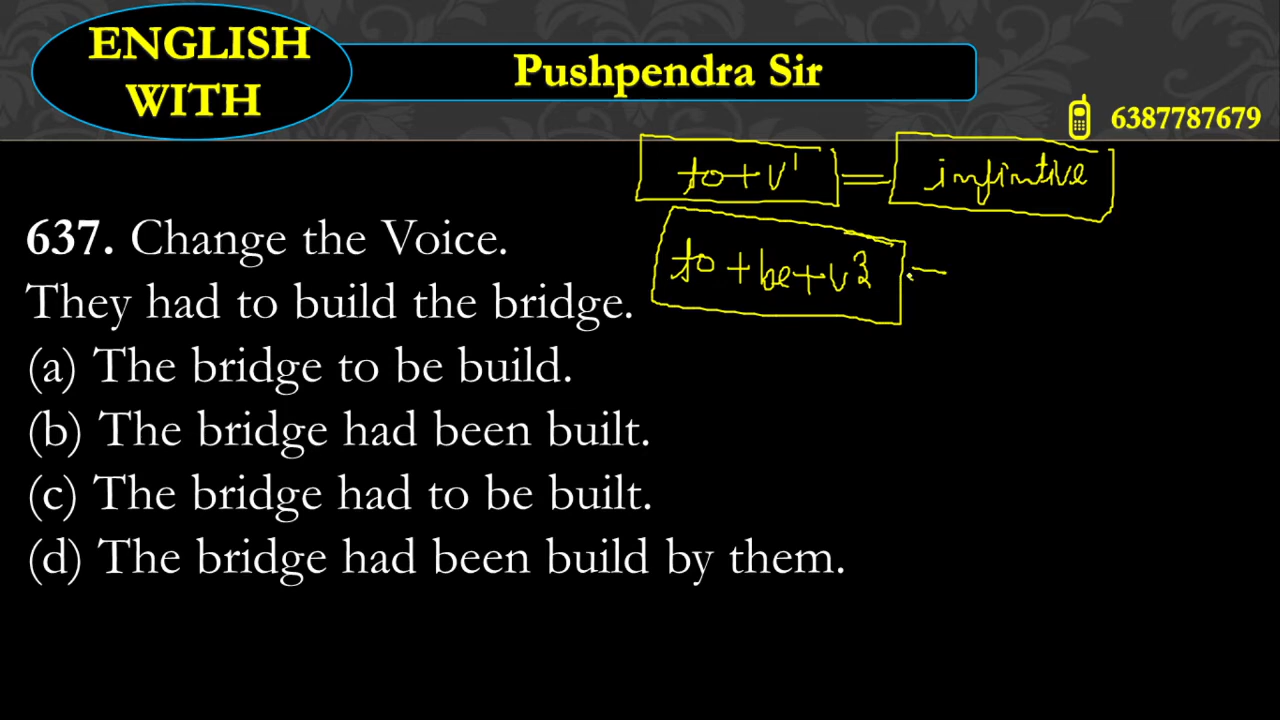 ENGLISH
WITH
Pushpendra Sir
6387787679
to + v1 = infintive
to + be + v3 :-
637. Change the Voice.
They had to build the bridge.
(a) The bridge to be build.
(b) The bridge had been built.
(c) The bridge had to be built.
(d) The bridge had been build by them.